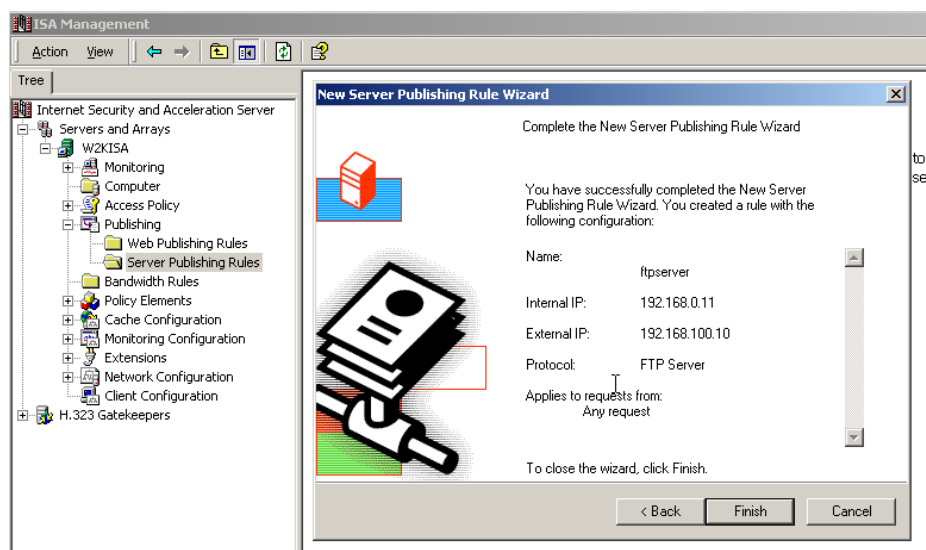 ISA Management
Action View
Tree
Internet Security and Acceleration Server
Servers and Arrays
W2KISA
Monitoring
Computer
Access Policy
Publishing
Web Publishing Rules
Server Publishing Rules
Bandwidth Rules
Policy Elements
Cache Configuration
Monitoring Configuration
Extensions
Network Configuration
Client Configuration
H.323 Gatekeepers
New Server Publishing Rule Wizard
Complete the New Server Publishing Rule Wizard
You have successfully completed the New Server
Publishing Rule Wizard. You created a rule with the
following configuration:
Name:
ftpserver
Internal IP: 192.168.0.11
External IP: 192.168.100.10
Protocol: FTP Server
Applies to requests from:
Any request
To close the wizard, click Finish.
< Back Finish Cancel
to
se